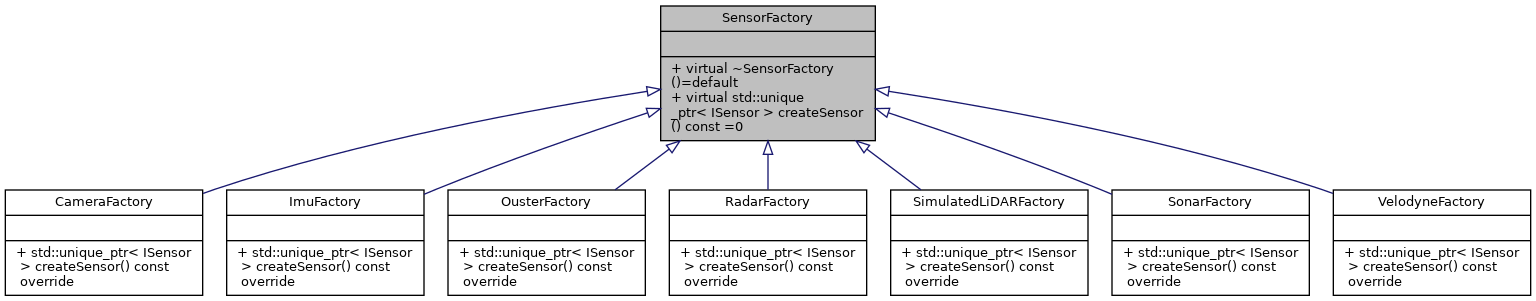 SensorFactory
+ virtual ~SensorFactory
()=default
+ virtual std::unique
_ptr< ISensor > createSensor
() const =0
CameraFactory
+ std::unique_ptr< ISensor
> createSensor() const
override
ImuFactory
+ std::unique_ptr< ISensor
> createSensor() const
override
OusterFactory
+ std::unique_ptr< ISensor
> createSensor() const
override
RadarFactory
+ std::unique_ptr< ISensor
> createSensor() const
override
SimulatedLiDARFactory
+ std::unique_ptr< ISensor
> createSensor() const
override
SonarFactory
+ std::unique_ptr< ISensor
> createSensor() const
override
VelodyneFactory
+ std::unique_ptr< ISensor
> createSensor() const
override